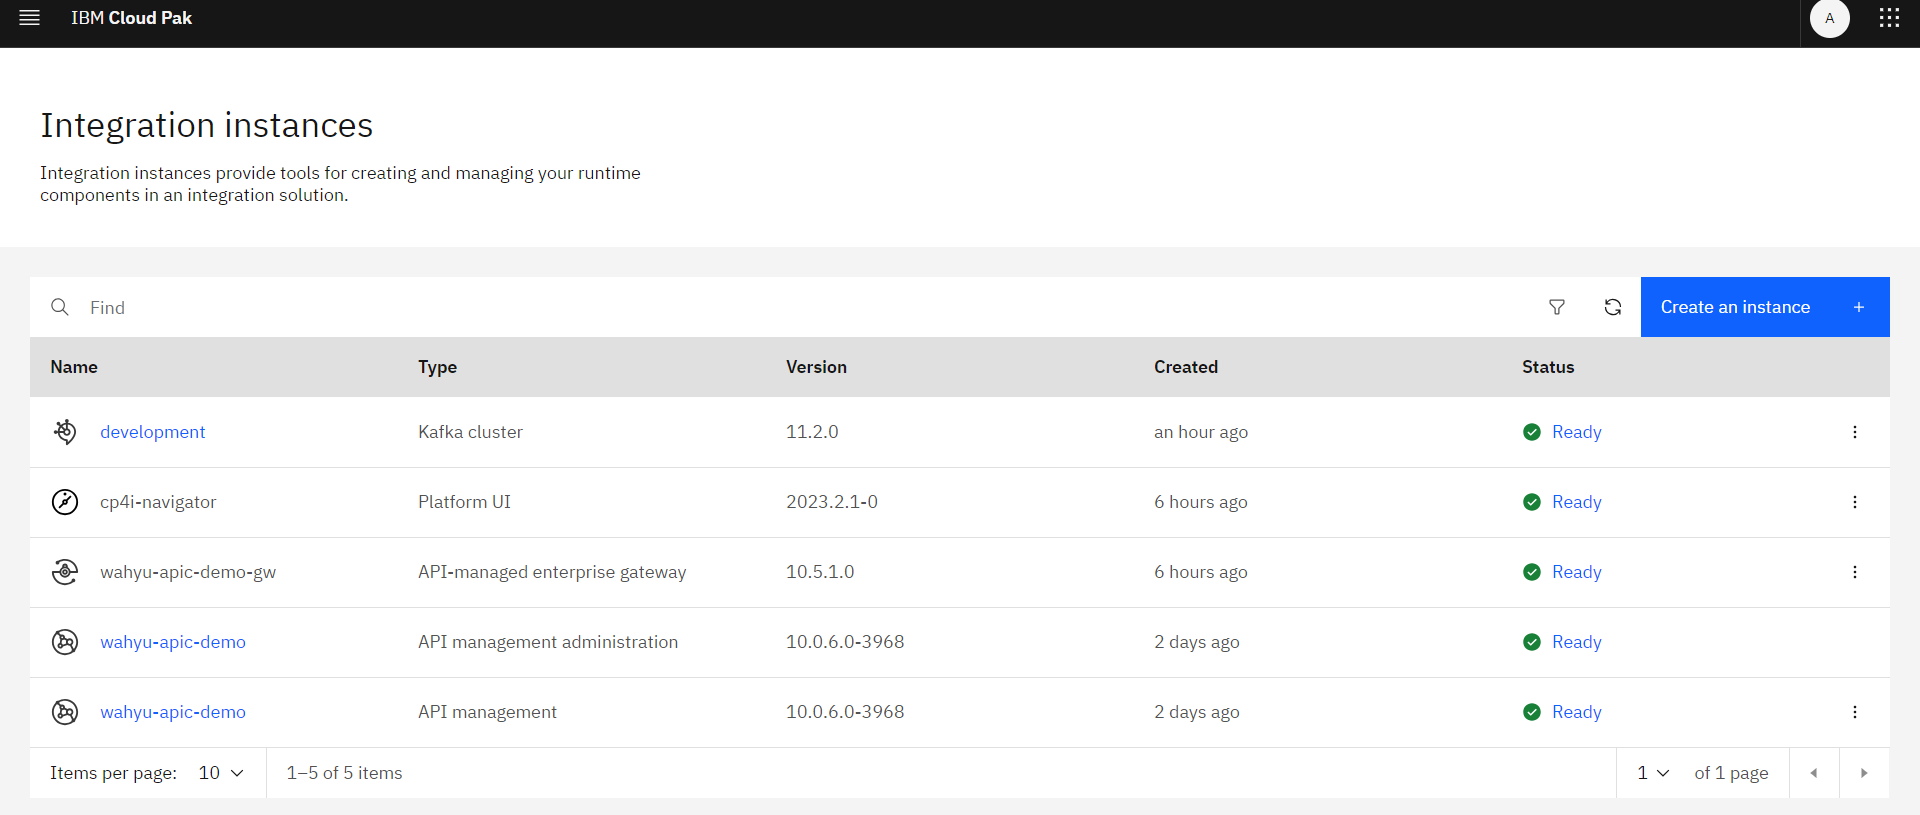 IBM Cloud Pak
A
Integration instances
Integration instances provide tools for creating and managing your runtime
components in an integration solution.
Find
Create an instance +
Name Type Version Created Status
development Kafka cluster 11.2.0 an hour ago Ready
cp4i-navigator Platform UI 2023.2.1-0 6 hours ago Ready
wahyu-apic-demo-gw API-managed enterprise gateway 10.5.1.0 6 hours ago Ready
wahyu-apic-demo API management administration 10.0.6.0-3968 2 days ago Ready
wahyu-apic-demo API management 10.0.6.0-3968 2 days ago Ready
Items per page: 10 1–5 of 5 items 1 of 1 page